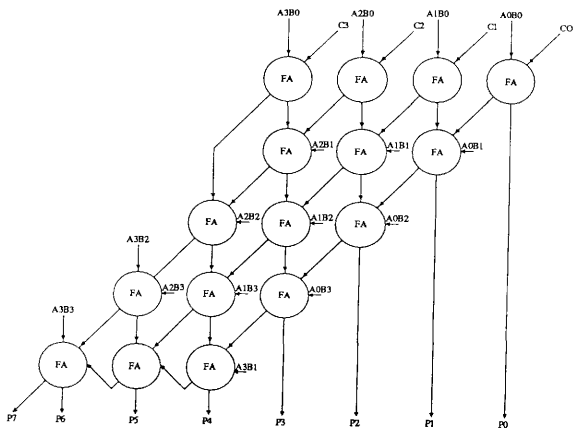 A3B0 A2B0 A1B0 A0B0
C3 C2 C1 CO
FA FA FA FA
FA A2B1 FA A1B1 FA A0B1
FA A2B2 FA A1B2 FA A0B2
A3B2
FA A2B3 FA A1B3 FA A0B3
A3B3
FA FA FA A3B1
P7 P6 P5 P4 P3 P2 P1 P0